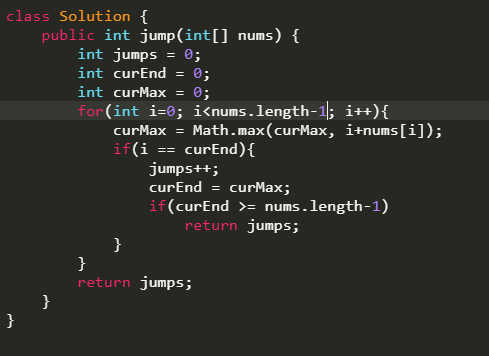 class Solution {
    public int jump(int[] nums) {
        int jumps = 0;
        int curEnd = 0;
        int curMax = 0;
        for(int i=0; i<nums.length-1; i++){
            curMax = Math.max(curMax, i+nums[i]);
            if(i == curEnd){
                jumps++;
                curEnd = curMax;
                if(curEnd >= nums.length-1)
                    return jumps;
            }
        }
        return jumps;
    }
}